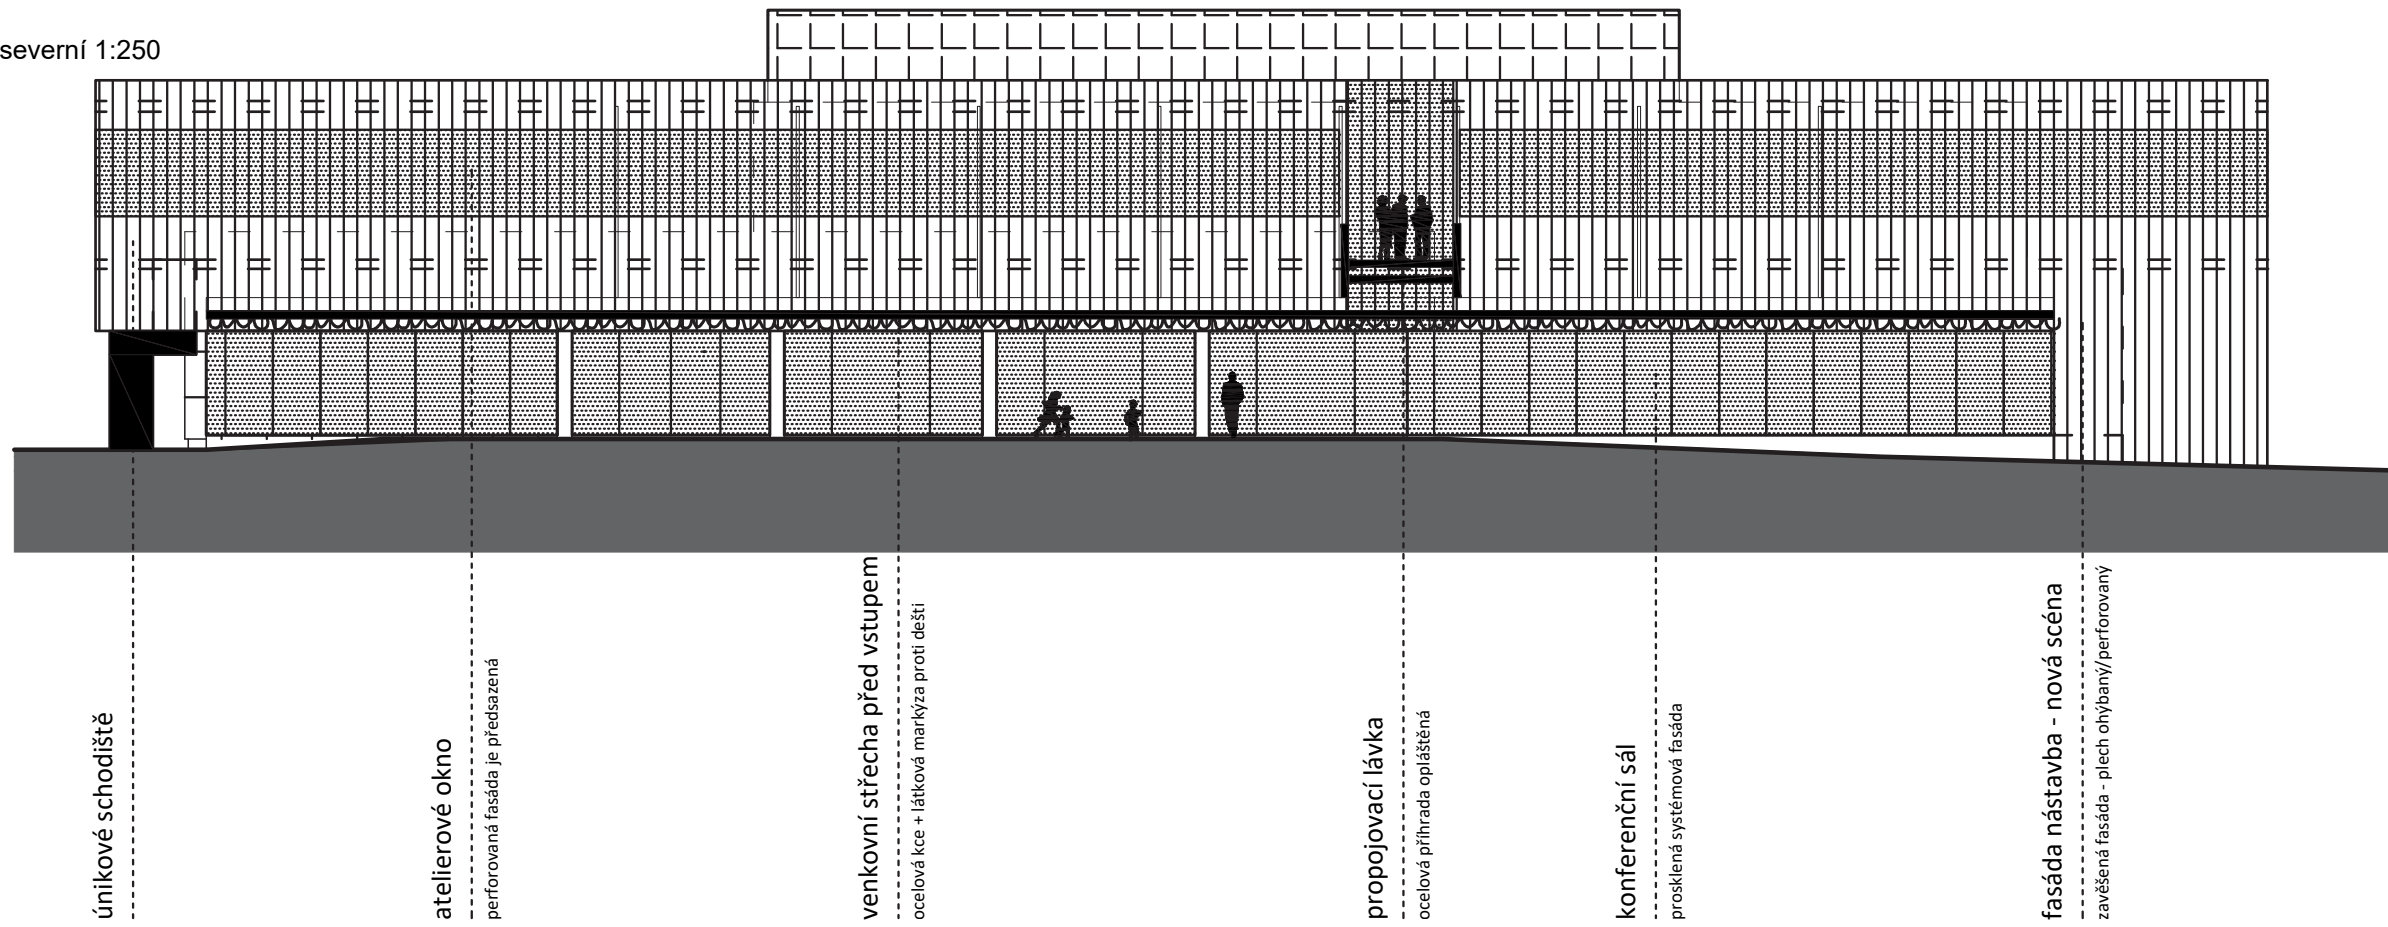 severní 1:250
únikové schodiště
atelierové okno
perforovaná fasáda je předsazená
venkovní střecha před vstupem
ocelová kce + látková markýza proti dešti
propojovací lávka
ocelová příhrada opláštěná
konferenční sál
prosklená systémová fasáda
fasáda nástavba - nová scéna
zavěšená fasáda - plech ohýbaný/perforovaný